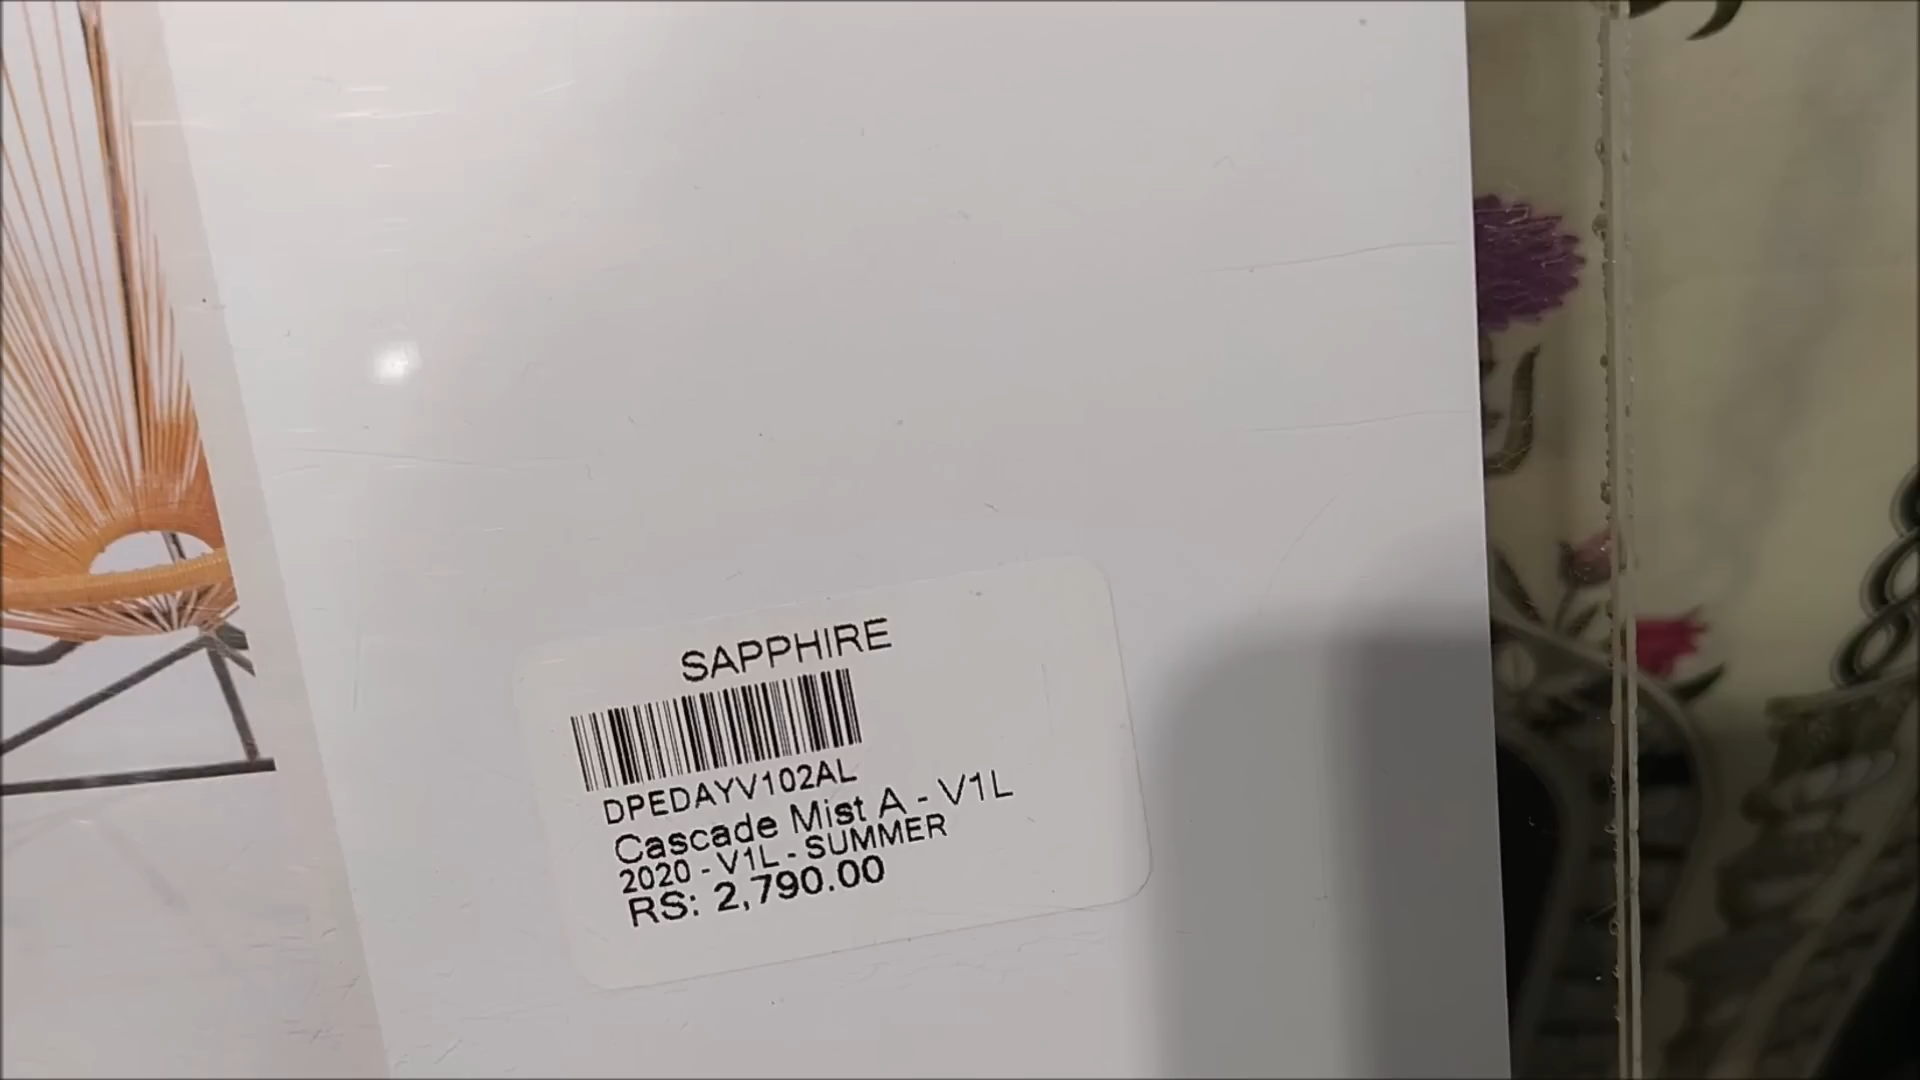 SAPPHIRE
DPEDAYV102AL
Cascade Mist A - V1L
2020 - V1L - SUMMER
RS: 2,790.00